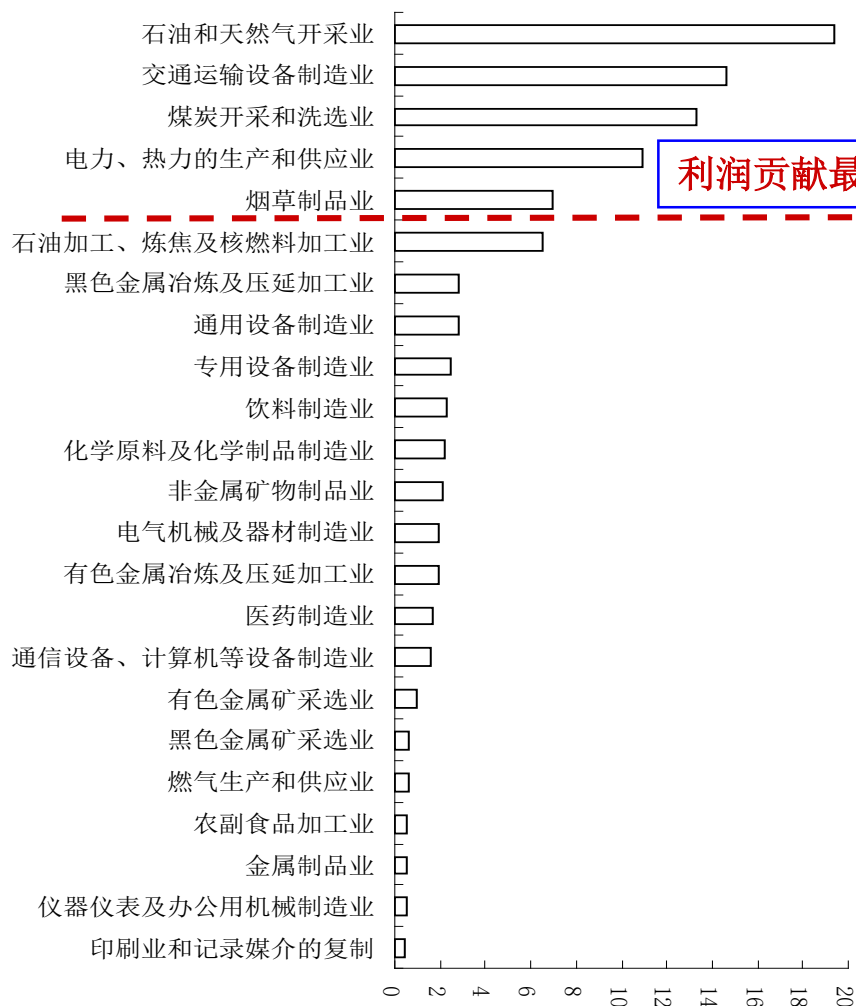 石油和天然气开采业
交通运输设备制造业
煤炭开采和洗选业
电力、热力的生产和供应业
利润贡献最
烟草制品业
石油加工、炼焦及核燃料加工业
黑色金属冶炼及压延加工业
通用设备制造业
专用设备制造业
饮料制造业
化学原料及化学制品制造业
非金属矿物制品业
电气机械及器材制造业
有色金属冶炼及压延加工业
医药制造业
通信设备、计算机等设备制造业
有色金属矿采选业
黑色金属矿采选业
燃气生产和供应业
农副食品加工业
金属制品业
仪器仪表及办公用机械制造业
印刷业和记录媒介的复制
0 2 4 6 8 10 12 14 16 18 20